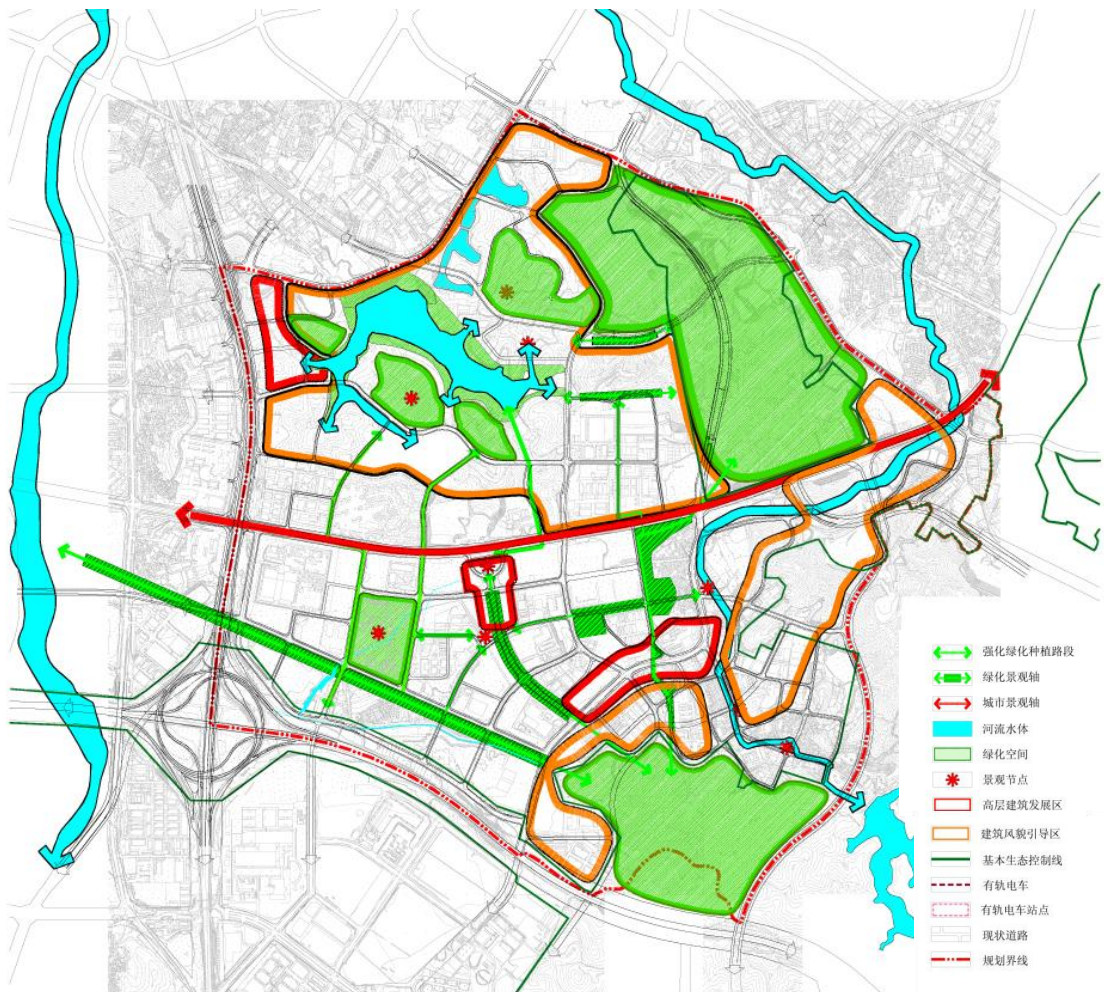 强化绿化种植路段
绿化景观轴
城市景观轴
河流水体
绿化空间
景观节点
高层建筑发展区
建筑风貌引导区
基本生态控制线
有轨电车
有轨电车站点
现状道路
规划界线